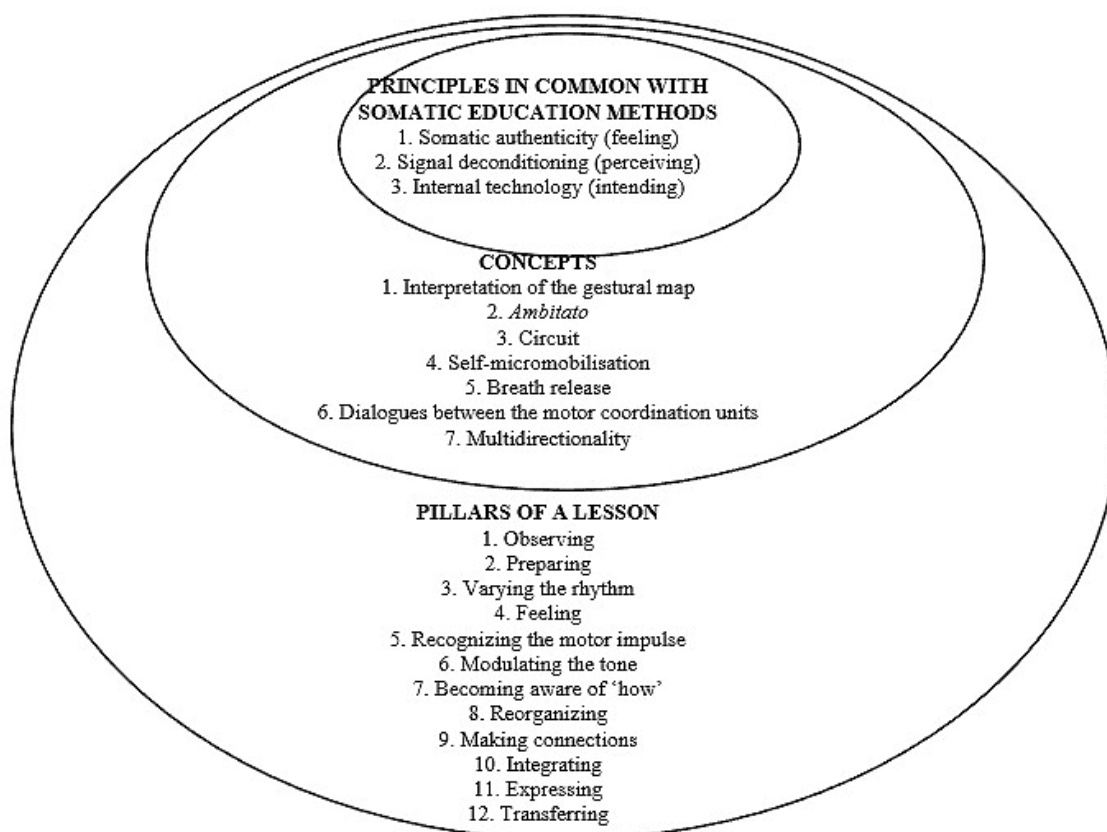 PRINCIPLES IN COMMON WITH
SOMATIC EDUCATION METHODS
1. Somatic authenticity (feeling)
2. Signal deconditioning (perceiving)
3. Internal technology (intending)
CONCEPTS
1. Interpretation of the gestural map
2. Ambitato
3. Circuit
4. Self-micromobilisation
5. Breath release
6. Dialogues between the motor coordination units
7. Multidirectionality
PILLARS OF A LESSON
1. Observing
2. Preparing
3. Varying the rhythm
4. Feeling
5. Recognizing the motor impulse
6. Modulating the tone
7. Becoming aware of ‘how’
8. Reorganizing
9. Making connections
10. Integrating
11. Expressing
12. Transferring